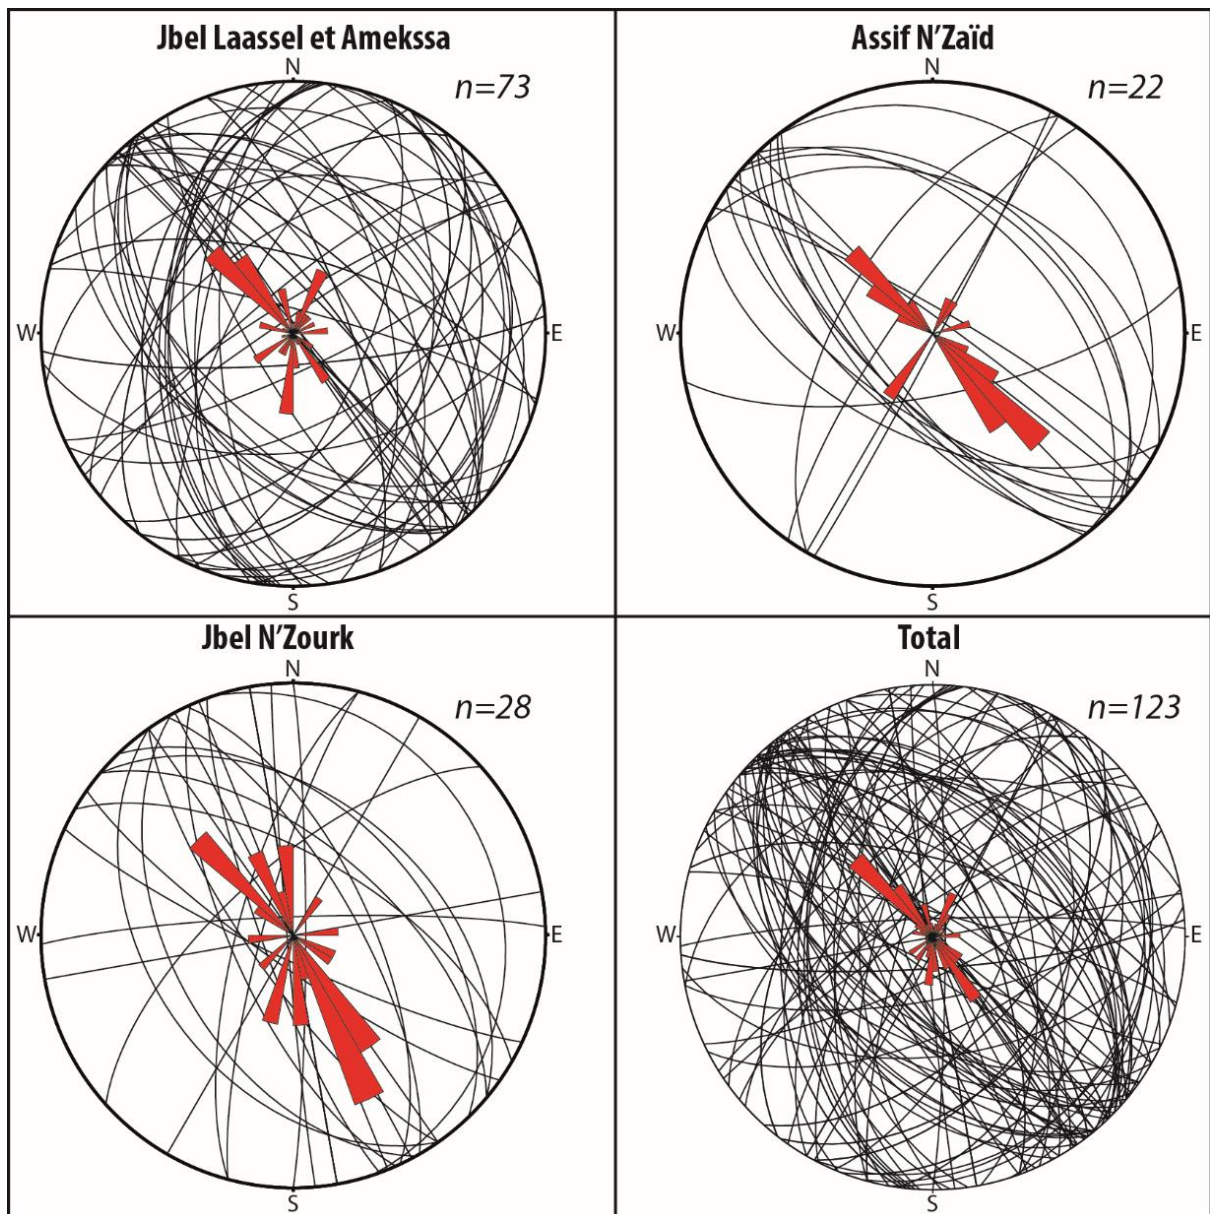 Jbel Laassel et Amekssa
N
n=73
W
E
S
Assif N'Zaïd
N
n=22
W
E
S
Jbel N'Zourk
N
n=28
W
E
S
Total
N
n=123
W
E
S